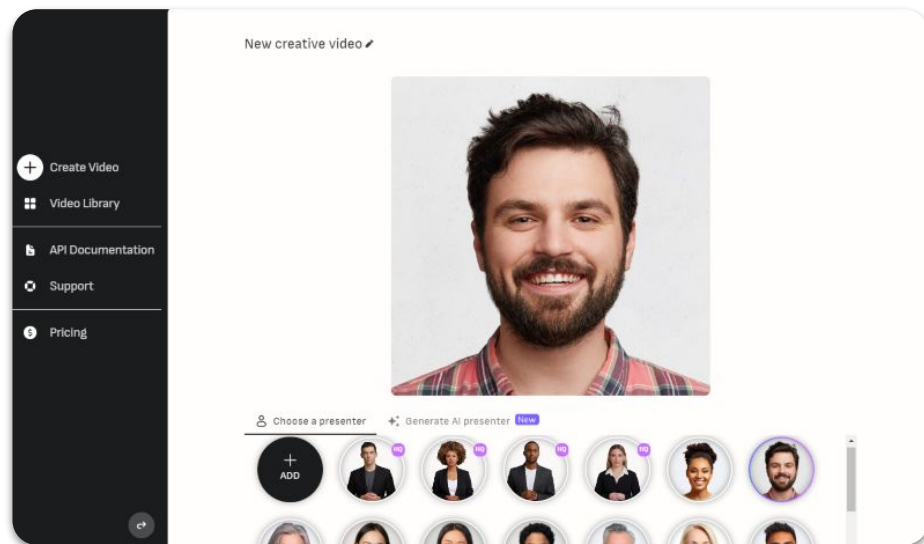 New creative video
Create Video
Video Library
API Documentation
Support
Pricing
Choose a presenter
Generate AI presenter New
+ ADD
HQ
HQ
HQ
HQ